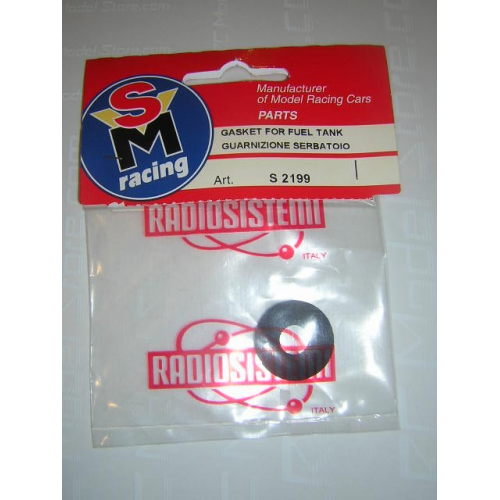 SM
racing
Manufacturer
of Model Racing Cars
PARTS
GASKET FOR FUEL TANK
GUARNIZIONE SERBATOIO
Art. S 2199
RADIOSISTEMI
ITALY
RADIOSISTEMI
ITALY